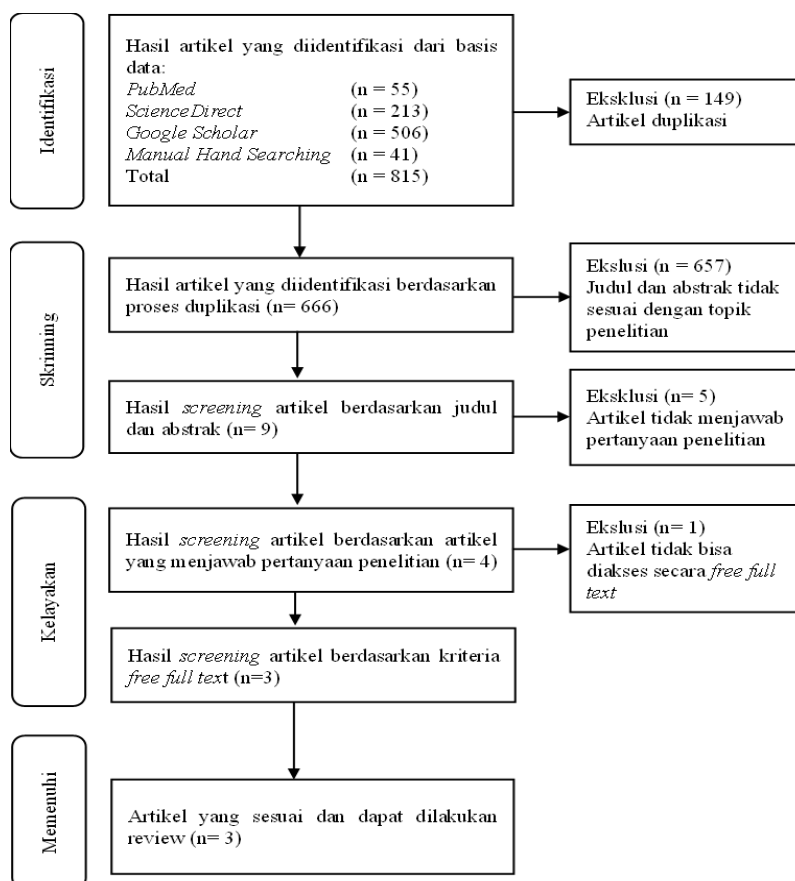 Identifikasi
Hasil artikel yang diidentifikasi dari basis
data:
PubMed (n = 55)
ScienceDirect (n = 213)
Google Scholar (n = 506)
Manual Hand Searching (n = 41)
Total (n = 815)
Eksklusi (n = 149)
Artikel duplikasi
Skrinning
Hasil artikel yang diidentifikasi berdasarkan
proses duplikasi (n= 666)
Ekslusi (n = 657)
Judul dan abstrak tidak
sesuai dengan topik
penelitian
Hasil screening artikel berdasarkan judul
dan abstrak (n= 9)
Eksklusi (n= 5)
Artikel tidak menjawab
pertanyaan penelitian
Kelayakan
Hasil screening artikel berdasarkan artikel
yang menjawab pertanyaan penelitian (n= 4)
Ekslusi (n= 1)
Artikel tidak bisa
diakses secara free full
text
Hasil screening artikel berdasarkan kriteria
free full text (n=3)
Memenuhi
Artikel yang sesuai dan dapat dilakukan
review (n= 3)